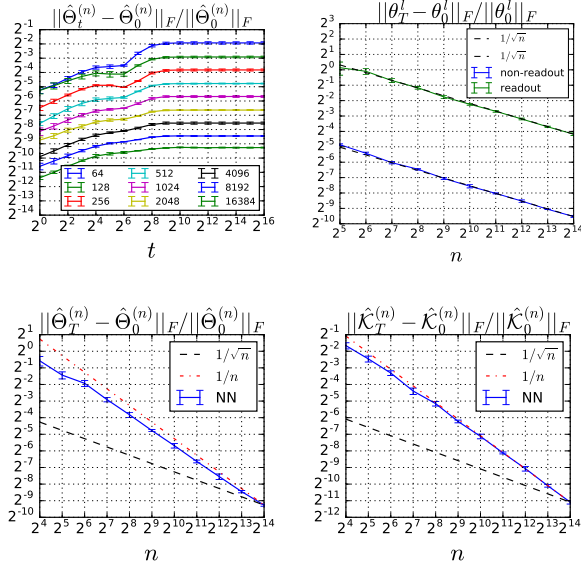 ||Θ̂_t^(n) − Θ̂_0^(n)||_F/||Θ̂_0^(n)||_F
2^-1
2^-2
2^-3
2^-4
2^-5
2^-6
2^-7
2^-8
2^-9
2^-10
2^-11
2^-12
2^-13
2^-14
64 512 4096
128 1024 8192
256 2048 16384
2^0 2^2 2^4 2^6 2^8 2^10 2^12 2^14 2^16
t
||θ_T^l − θ_0^l||_F/||θ_0^l||_F
2^3
2^2
2^1
2^0
2^-1
2^-2
2^-3
2^-4
2^-5
2^-6
2^-7
2^-8
2^-9
2^-10
1/√n
1/√n
non-readout
readout
2^5 2^6 2^7 2^8 2^9 2^10 2^11 2^12 2^13 2^14
n
||Θ̂_T^(n) − Θ̂_0^(n)||_F/||Θ̂_0^(n)||_F
2^1
2^0
2^-1
2^-2
2^-3
2^-4
2^-5
2^-6
2^-7
2^-8
2^-9
2^-10
1/√n
1/n
NN
2^4 2^5 2^6 2^7 2^8 2^9 2^10 2^11 2^12 2^13 2^14
n
||𝒦̂_T^(n) − 𝒦̂_0^(n)||_F/||𝒦̂_0^(n)||_F
2^-1
2^-2
2^-3
2^-4
2^-5
2^-6
2^-7
2^-8
2^-9
2^-10
2^-11
2^-12
1/√n
1/n
NN
2^4 2^5 2^6 2^7 2^8 2^9 2^10 2^11 2^12 2^13 2^14
n